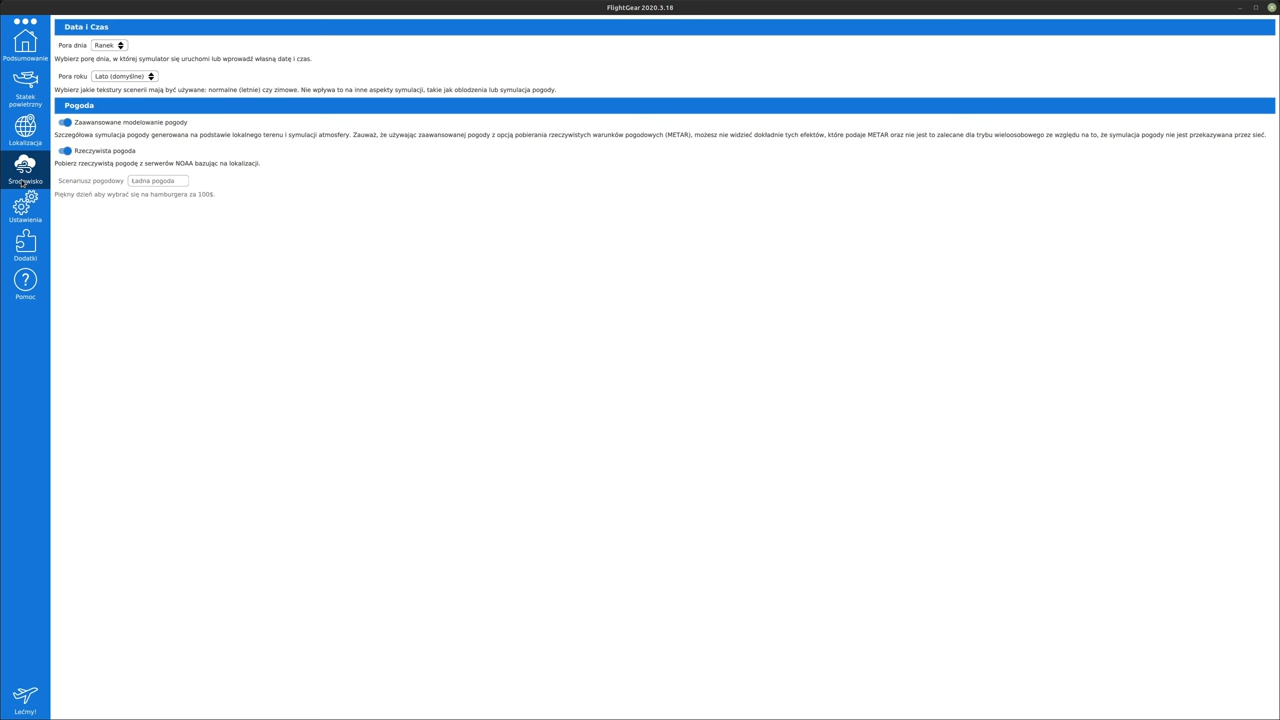 FlightGear 2020.3.18
Podsumowanie
Statek
powietrzny
Lokalizacja
Środowisko
Ustawienia
Dodatki
Pomoc
Lećmy!
Data i Czas
Pora dnia Ranek
Wybierz porę dnia, w której symulator się uruchomi lub wprowadź własną datę i czas.
Pora roku Lato (domyślne)
Wybierz jakie tekstury scenerii mają być używane: normalne (letnie) czy zimowe. Nie wpływa to na inne aspekty symulacji, takie jak oblodzenia lub symulacja pogody.
Pogoda
Zaawansowane modelowanie pogody
Szczegółowa symulacja pogody generowana na podstawie lokalnego terenu i symulacji atmosfery. Zauważ, że używając zaawansowanej pogody z opcją pobierania rzeczywistych warunków pogodowych (METAR), możesz nie widzieć dokładnie tych efektów, które podaje METAR oraz nie jest to zalecane dla trybu wieloosobowego ze względu na to, że symulacja pogody nie jest przekazywana przez sieć.
Rzeczywista pogoda
Pobierz rzeczywistą pogodę z serwerów NOAA bazując na lokalizacji.
Scenariusz pogodowy Ładna pogoda
Piękny dzień aby wybrać się na hamburgera za 100$.